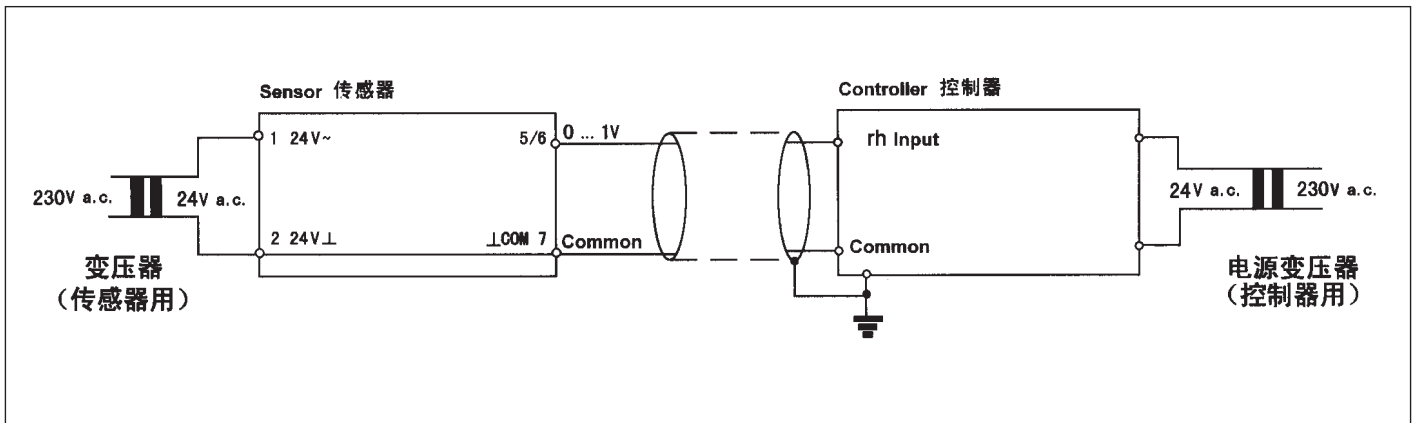 Sensor 传感器
Controller 控制器
1 24V~
5/6
0 ... 1V
rh Input
230V a.c.
24V a.c.
24V a.c.
230V a.c.
2 24V⊥
⊥COM 7
Common
Common
变压器
（传感器用）
电源变压器
（控制器用）